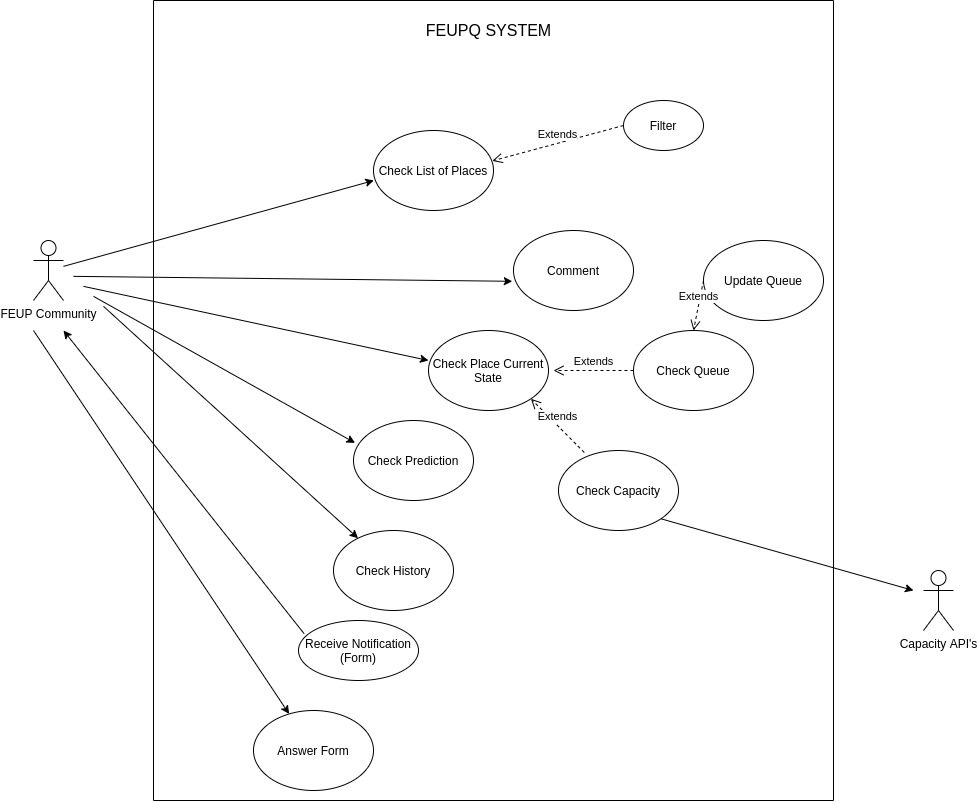 FEUPQ SYSTEM
Filter
Extends
Check List of Places
Comment
Update Queue
Extends
FEUP Community
Check Place Current
State
Extends
Check Queue
Extends
Check Prediction
Check Capacity
Check History
Receive Notification
(Form)
Capacity API's
Answer Form